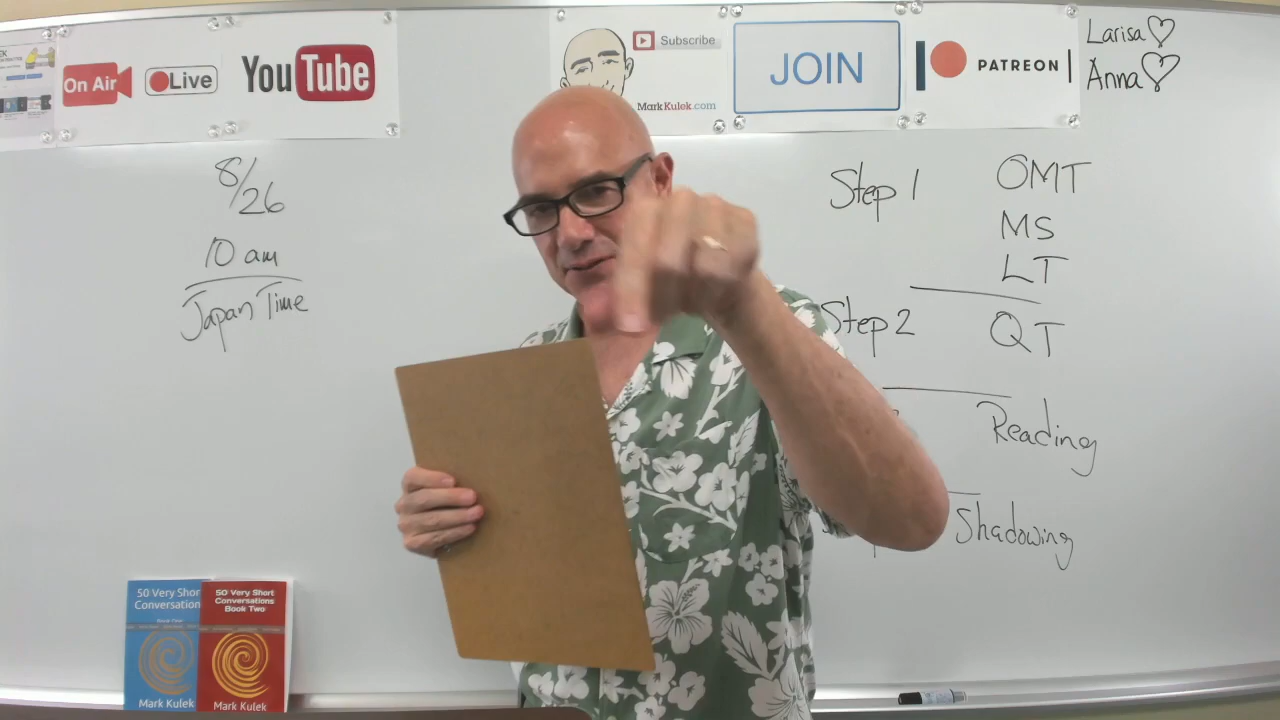 On Air
Live
YouTube
Subscribe
MarkKulek.com
JOIN
PATREON
Larisa
Anna
8/26
10 am
Japan Time
Step 1
OMT
MS
LT
Step 2
QT
Reading
Shadowing
50 Very Shor
Conversation
Mark Kulek
50 Very Short
Conversations
Book Two
Mark Kulek